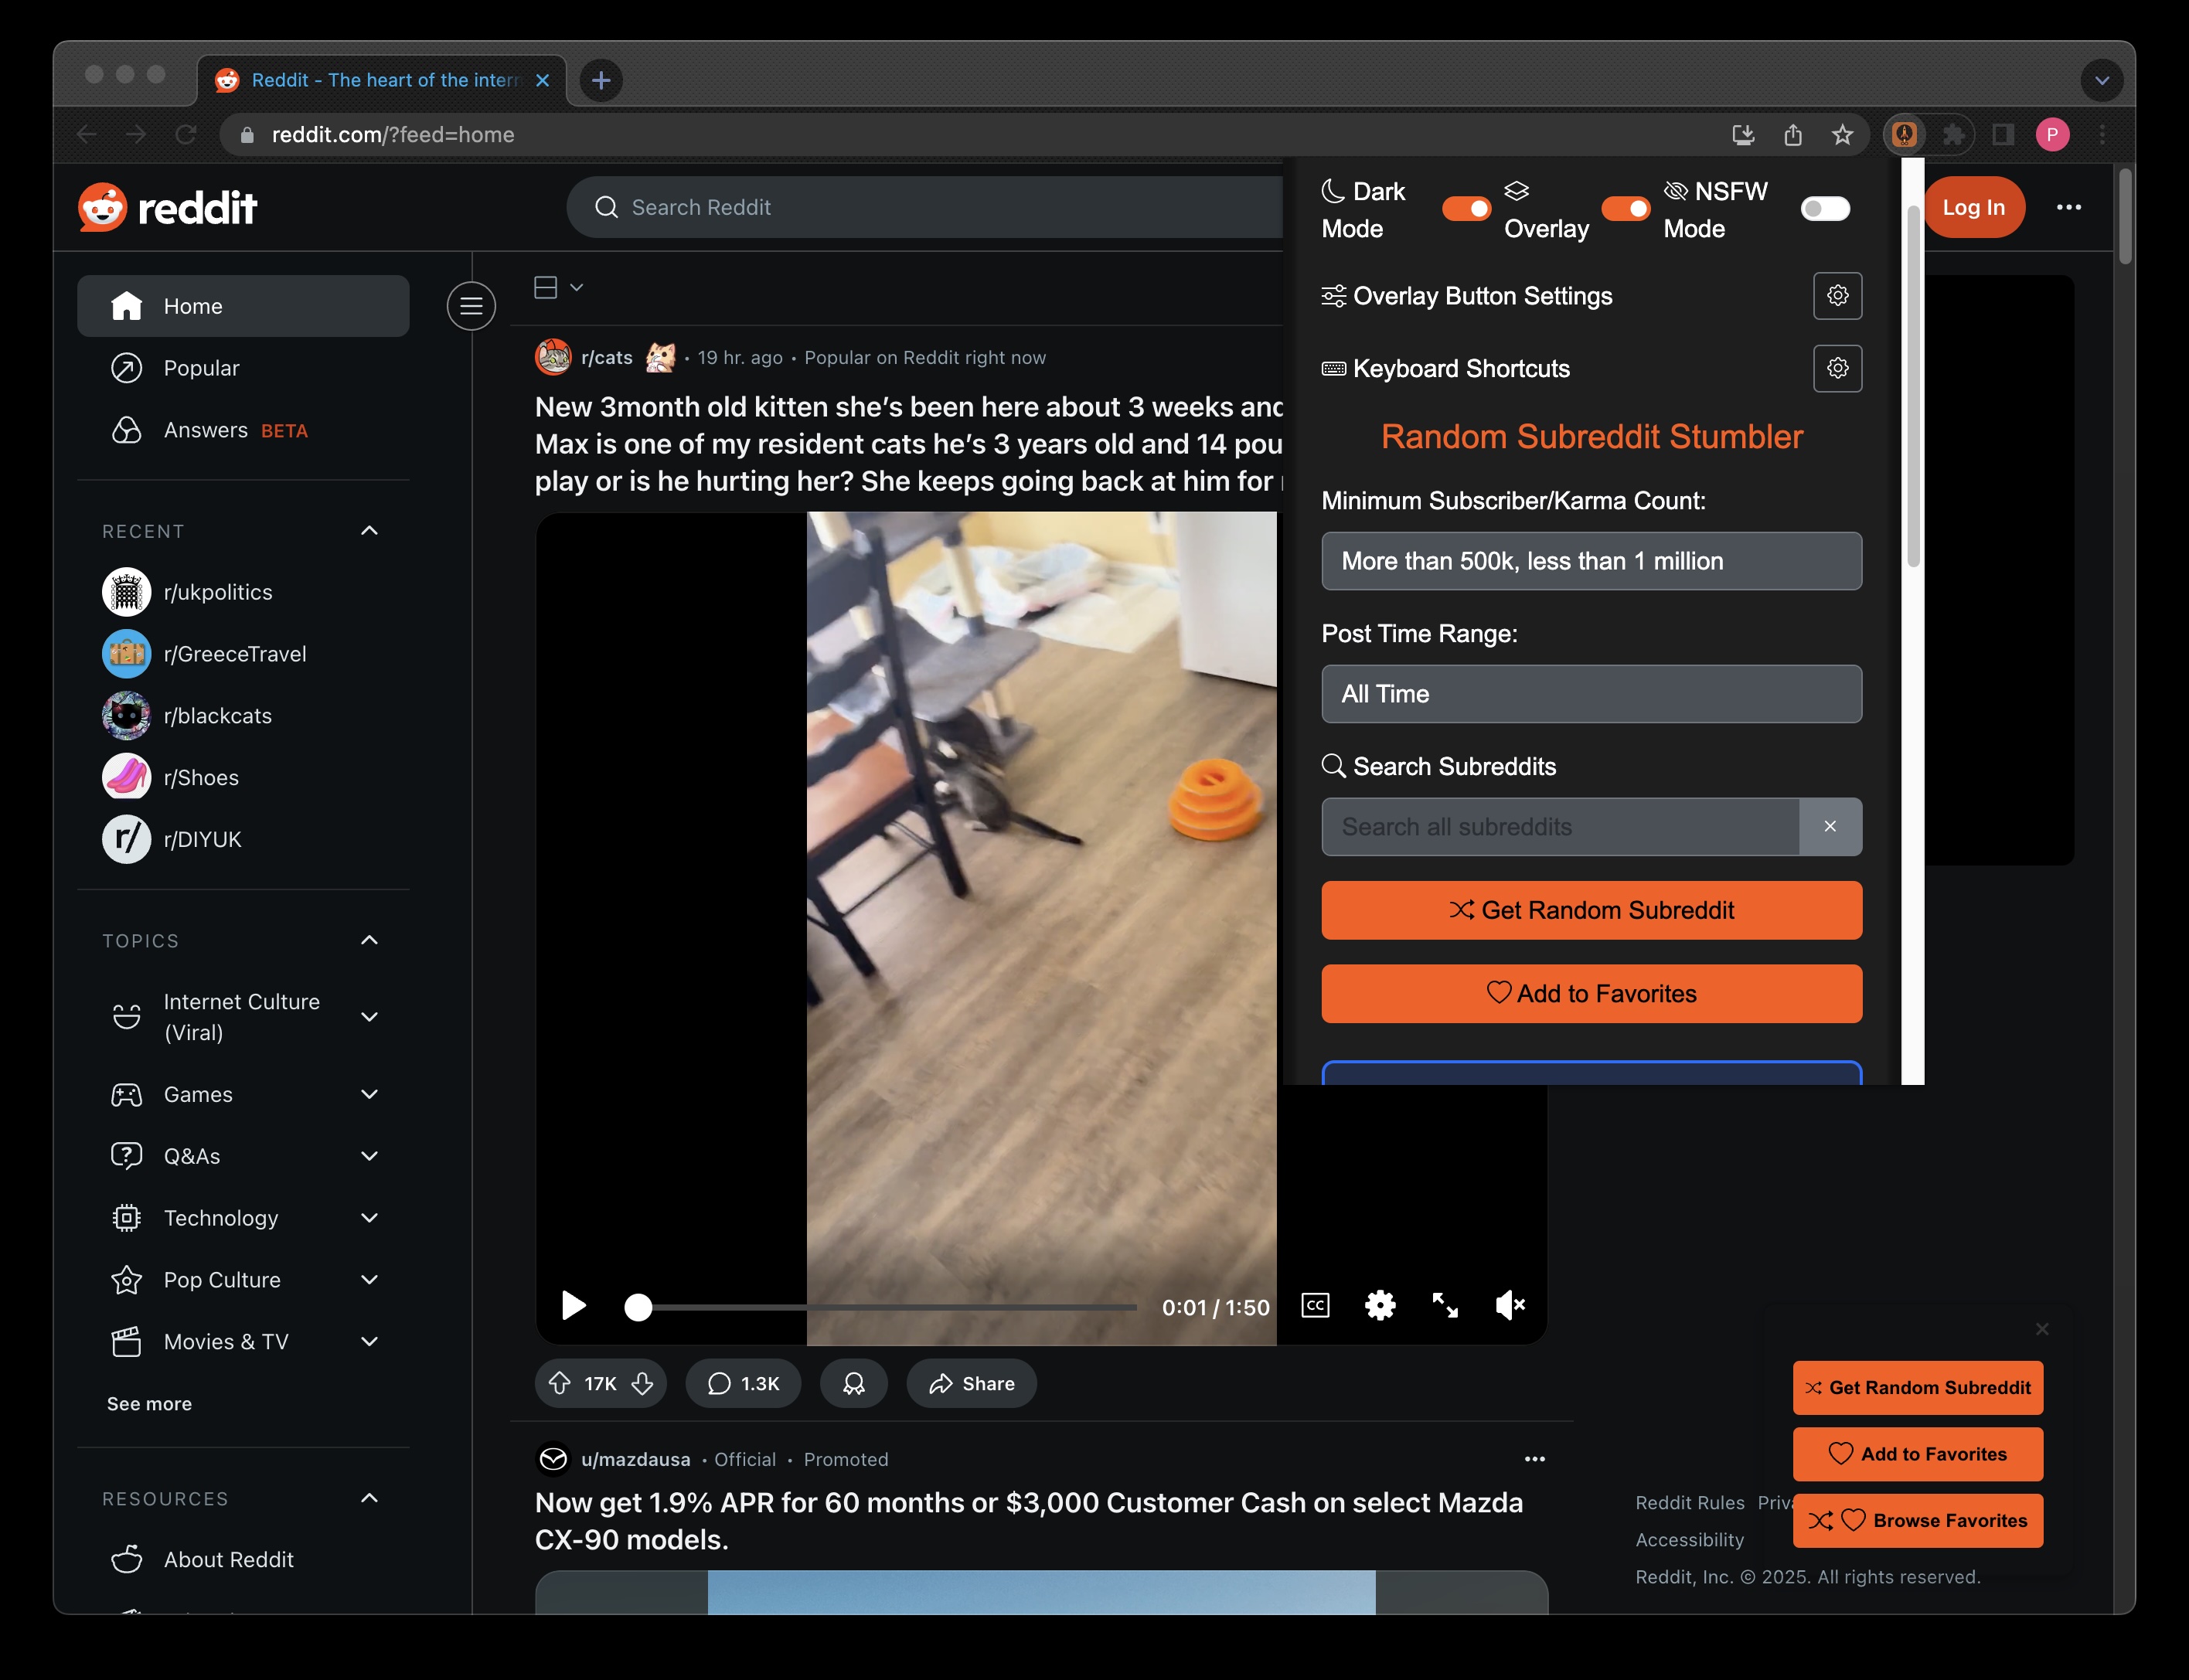 Reddit - The heart of the intern
reddit.com/?feed=home
P
reddit
Search Reddit
Log In
Home
Popular
Answers BETA
RECENT
r/ukpolitics
r/GreeceTravel
r/blackcats
r/Shoes
r/
r/DIYUK
TOPICS
Internet Culture
(Viral)
Games
Q&As
Technology
Pop Culture
Movies & TV
See more
RESOURCES
About Reddit
r/cats • 19 hr. ago • Popular on Reddit right now
New 3month old kitten she’s been here about 3 weeks and
Max is one of my resident cats he’s 3 years old and 14 pou
play or is he hurting her? She keeps going back at him for
0:01 / 1:50
CC
17K
1.3K
Share
u/mazdausa • Official • Promoted
Now get 1.9% APR for 60 months or $3,000 Customer Cash on select Mazda
CX-90 models.
Dark
Mode
Overlay
NSFW
Mode
Overlay Button Settings
Keyboard Shortcuts
Random Subreddit Stumbler
Minimum Subscriber/Karma Count:
More than 500k, less than 1 million
Post Time Range:
All Time
Search Subreddits
Search all subreddits
Get Random Subreddit
Add to Favorites
Get Random Subreddit
Add to Favorites
Browse Favorites
Reddit Rules Priva
Accessibility
Reddit, Inc. © 2025. All rights reserved.